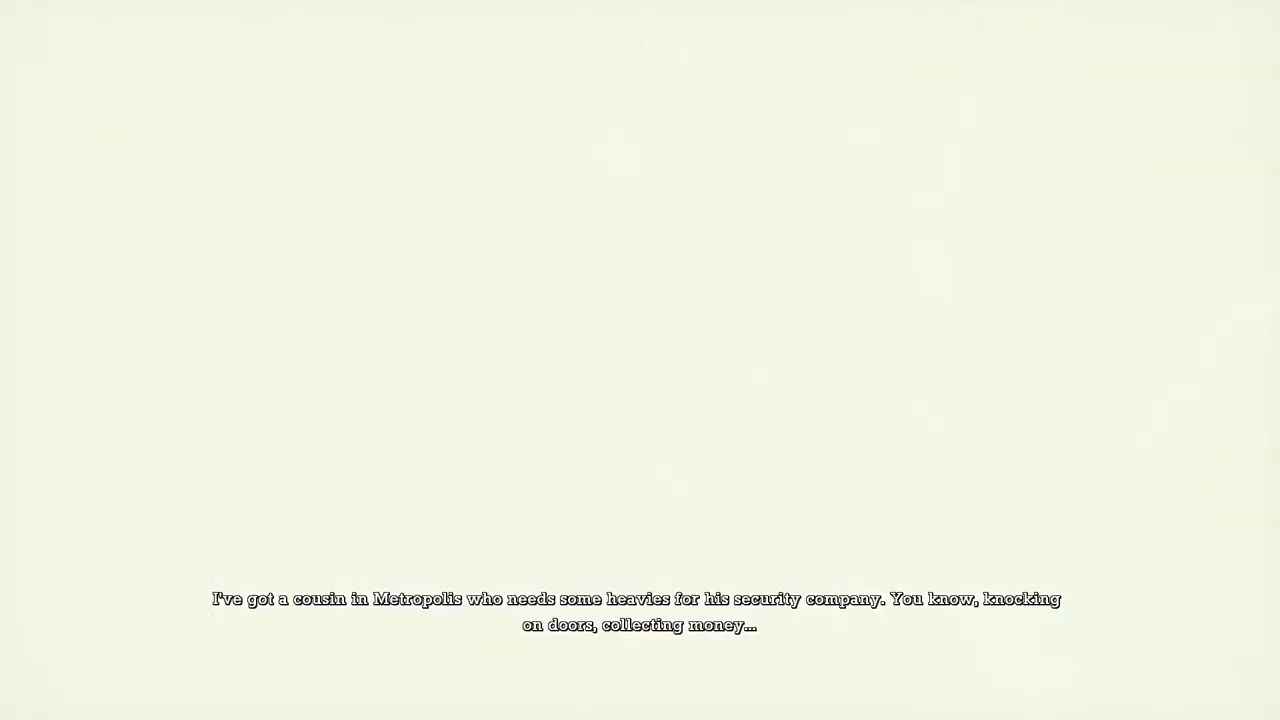 I've got a cousin in Metropolis who needs some heavies for his security company. You know, knocking
on doors, collecting money...